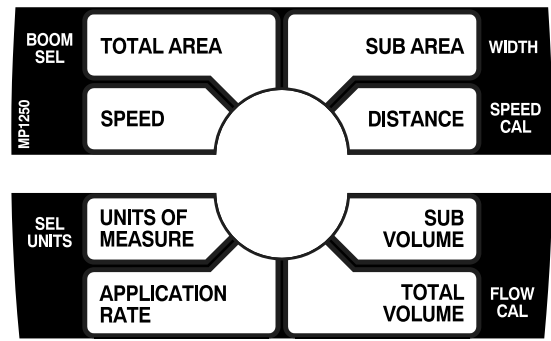 BOOM
SEL
TOTAL AREA
SUB AREA
WIDTH
MP1250
SPEED
DISTANCE
SPEED
CAL
SEL
UNITS
UNITS OF
MEASURE
SUB
VOLUME
APPLICATION
RATE
TOTAL
VOLUME
FLOW
CAL